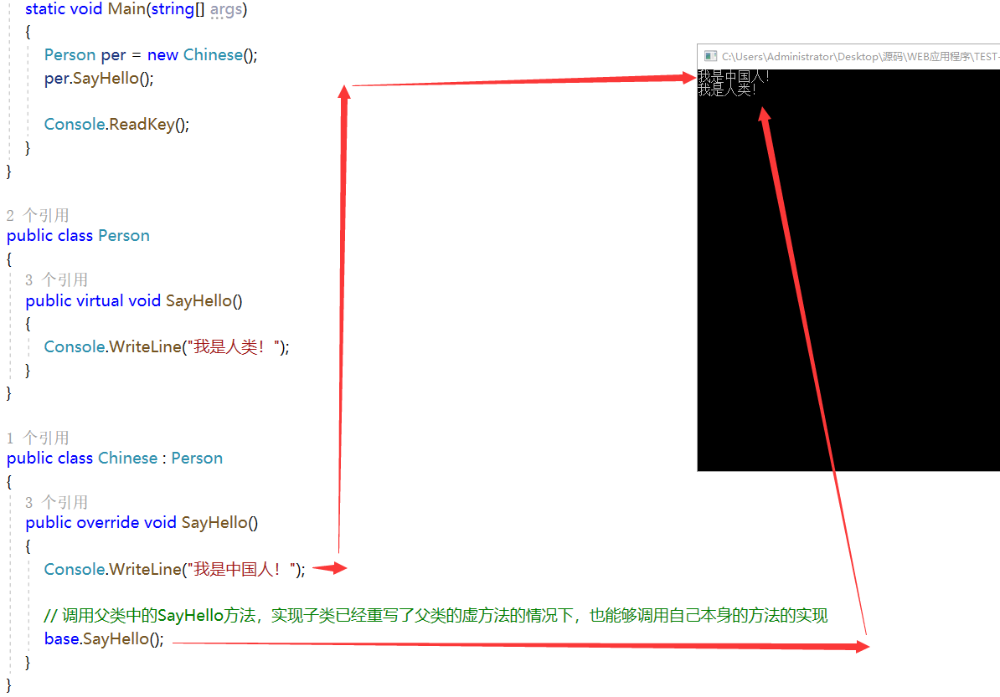 static void Main(string[] args)
{
Person per = new Chinese();
per.SayHello();
Console.ReadKey();
}
}
2 个引用
public class Person
{
3 个引用
public virtual void SayHello()
{
Console.WriteLine("我是人类！");
}
}
1 个引用
public class Chinese : Person
{
3 个引用
public override void SayHello()
{
Console.WriteLine("我是中国人！");
// 调用父类中的SayHello方法，实现子类已经重写了父类的虚方法的情况下，也能够调用自己本身的方法的实现
base.SayHello();
}
}
C:\Users\Administrator\Desktop\源码\WEB应用程序\TEST-
我是中国人！
我是人类！